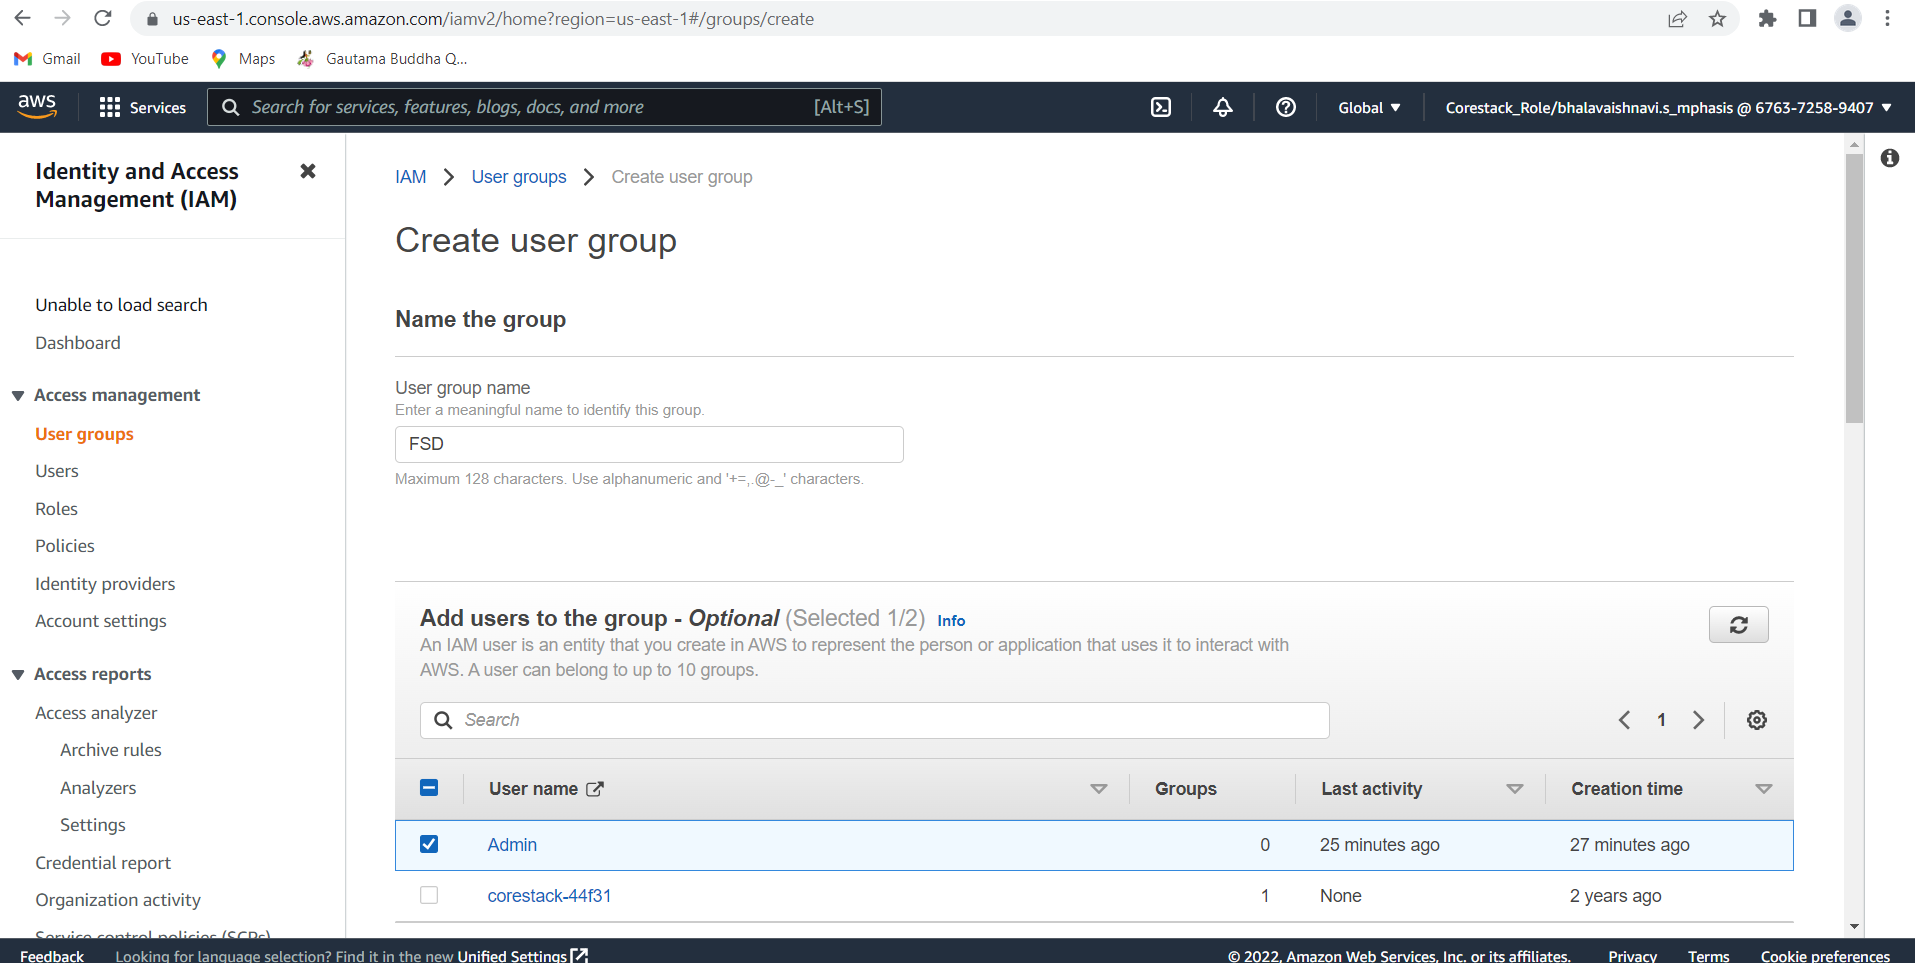 us-east-1.console.aws.amazon.com/iamv2/home?region=us-east-1#/groups/create
Gmail YouTube Maps Gautama Buddha Q...
aws Services Search for services, features, blogs, docs, and more [Alt+S] Global Corestack_Role/bhalavaishnavi.s_mphasis @ 6763-7258-9407
Identity and Access
Management (IAM)
Unable to load search
Dashboard
Access management
User groups
Users
Roles
Policies
Identity providers
Account settings
Access reports
Access analyzer
Archive rules
Analyzers
Settings
Credential report
Organization activity
Service control policies (SCPs)
IAM User groups Create user group
Create user group
Name the group
User group name
Enter a meaningful name to identify this group.
FSD
Maximum 128 characters. Use alphanumeric and '+=,.@-_' characters.
Add users to the group - Optional (Selected 1/2) Info
An IAM user is an entity that you create in AWS to represent the person or application that uses it to interact with
AWS. A user can belong to up to 10 groups.
Search 1
User name Groups Last activity Creation time
Admin 0 25 minutes ago 27 minutes ago
corestack-44f31 1 None 2 years ago
Feedback Looking for language selection? Find it in the new Unified Settings © 2022, Amazon Web Services, Inc. or its affiliates. Privacy Terms Cookie preferences